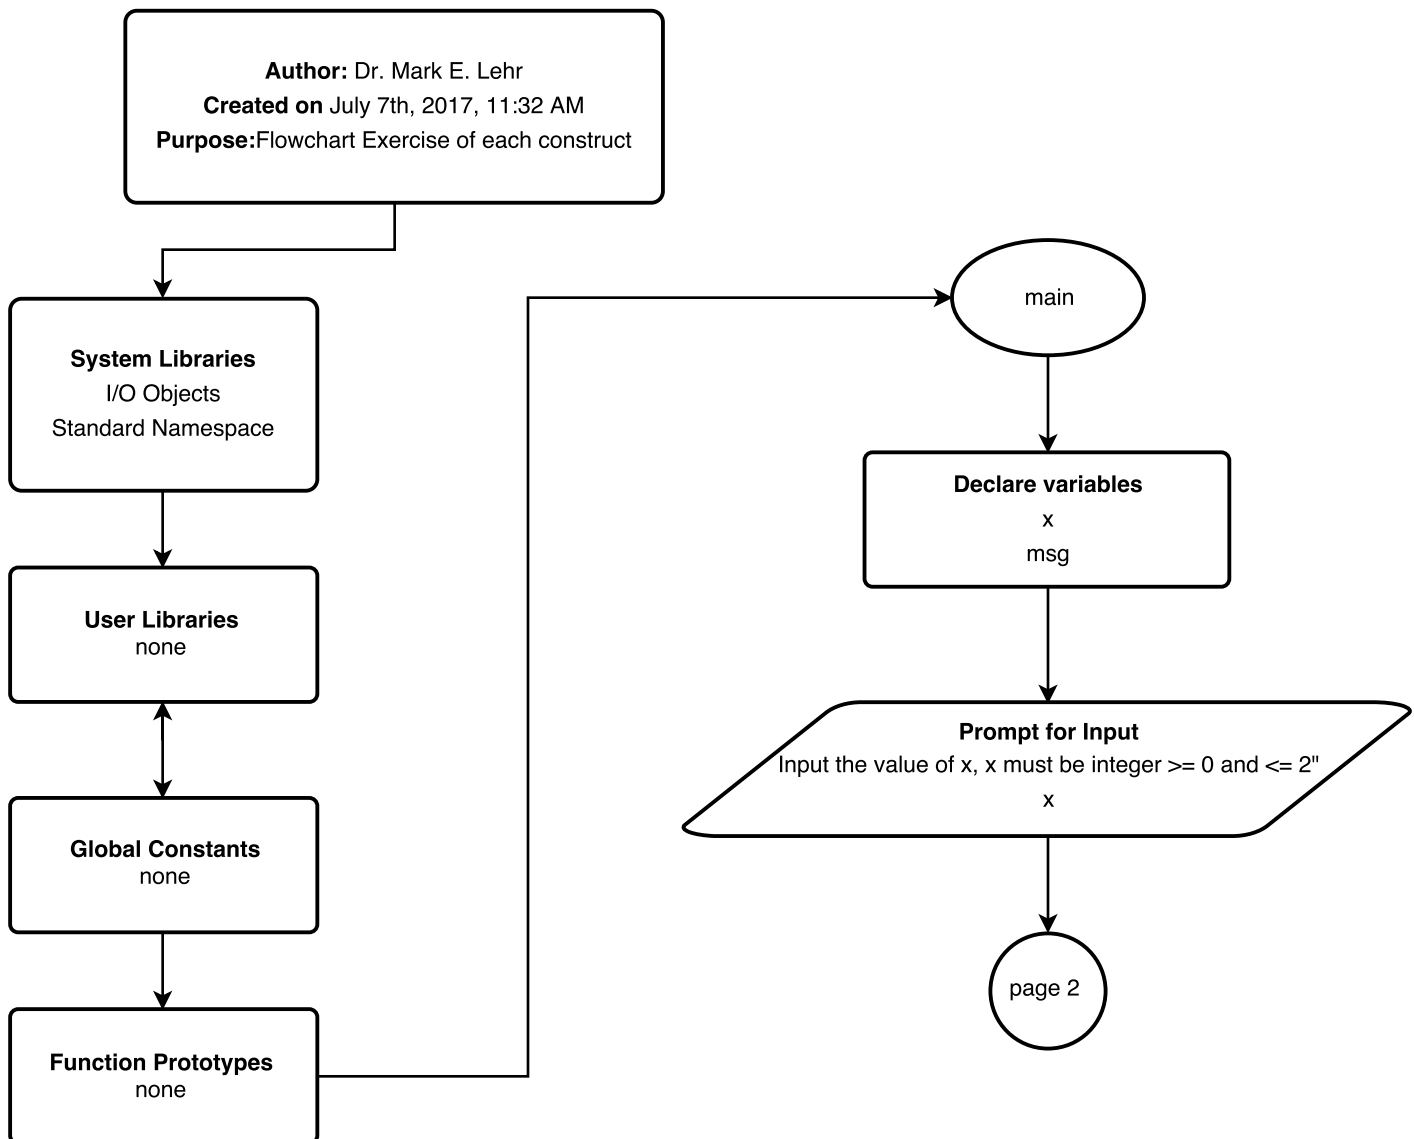 Author: Dr. Mark E. Lehr
Created on July 7th, 2017, 11:32 AM
Purpose:Flowchart Exercise of each construct
System Libraries
I/O Objects
Standard Namespace
User Libraries
none
Global Constants
none
Function Prototypes
none
main
Declare variables
x
msg
Prompt for Input
Input the value of x, x must be integer >= 0 and <= 2"
x
page 2